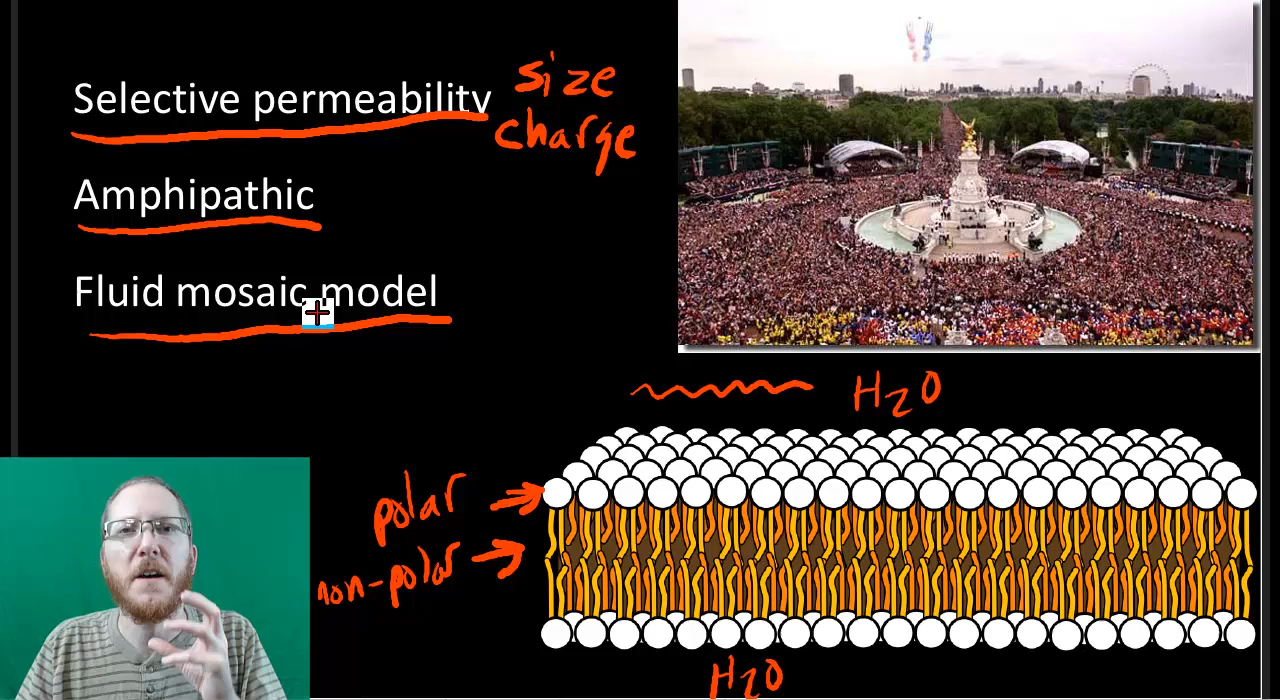 Selective permeability
size
charge
Amphipathic
Fluid mosaic model
H2O
polar
non-polar
H2O